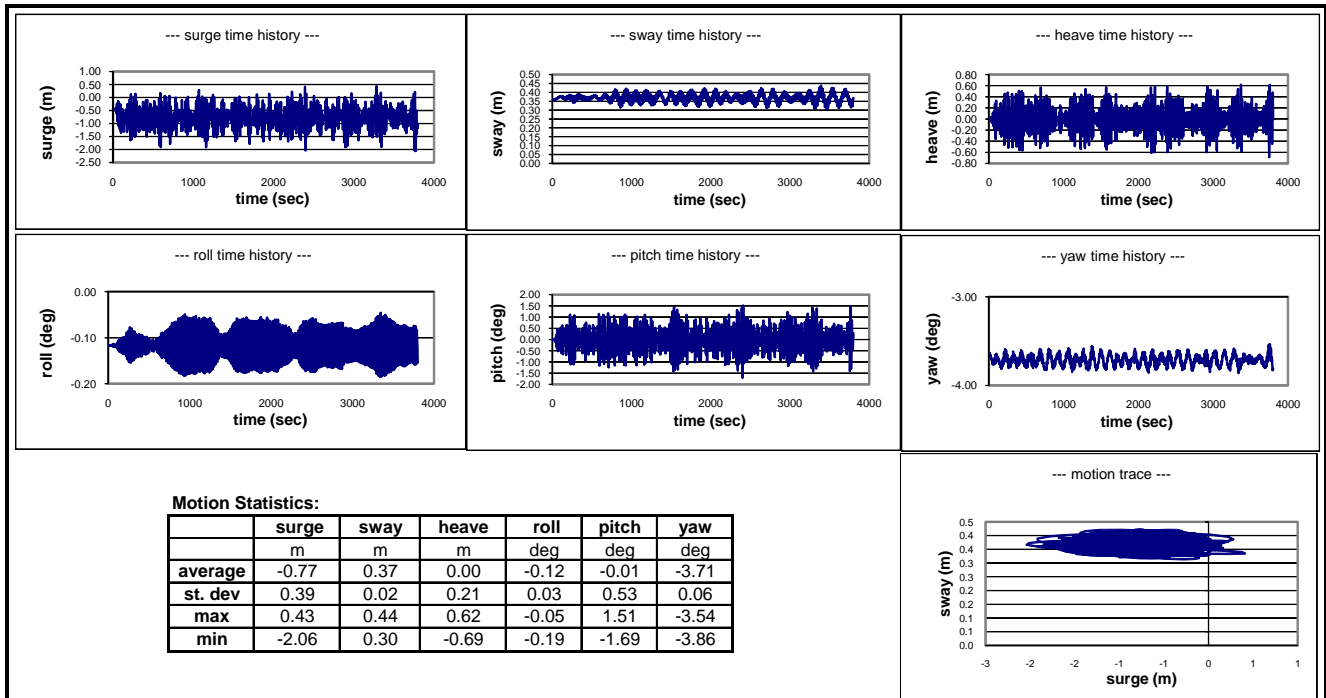 --- surge time history ---
surge (m)
1.00
0.50
0.00
-0.50
-1.00
-1.50
-2.00
-2.50
0 1000 2000 3000 4000
time (sec)
--- sway time history ---
sway (m)
0.50
0.45
0.40
0.35
0.30
0.25
0.20
0.15
0.10
0.05
0.00
0 1000 2000 3000 4000
time (sec)
--- heave time history ---
heave (m)
0.80
0.60
0.40
0.20
0.00
-0.20
-0.40
-0.60
-0.80
0 1000 2000 3000 4000
time (sec)
--- roll time history ---
roll (deg)
0.00
-0.10
-0.20
0 1000 2000 3000 4000
time (sec)
--- pitch time history ---
pitch (deg)
2.00
1.50
1.00
0.50
0.00
-0.50
-1.00
-1.50
-2.00
0 1000 2000 3000 4000
time (sec)
--- yaw time history ---
yaw (deg)
-3.00
-4.00
0 1000 2000 3000 4000
time (sec)
Motion Statistics:
surge sway heave roll pitch yaw
m m m deg deg deg
average -0.77 0.37 0.00 -0.12 -0.01 -3.71
st. dev 0.39 0.02 0.21 0.03 0.53 0.06
max 0.43 0.44 0.62 -0.05 1.51 -3.54
min -2.06 0.30 -0.69 -0.19 -1.69 -3.86
--- motion trace ---
sway (m)
0.5
0.4
0.4
0.3
0.3
0.2
0.2
0.1
0.1
0.0
-3 -2 -2 -1 -1 0 1 1
surge (m)